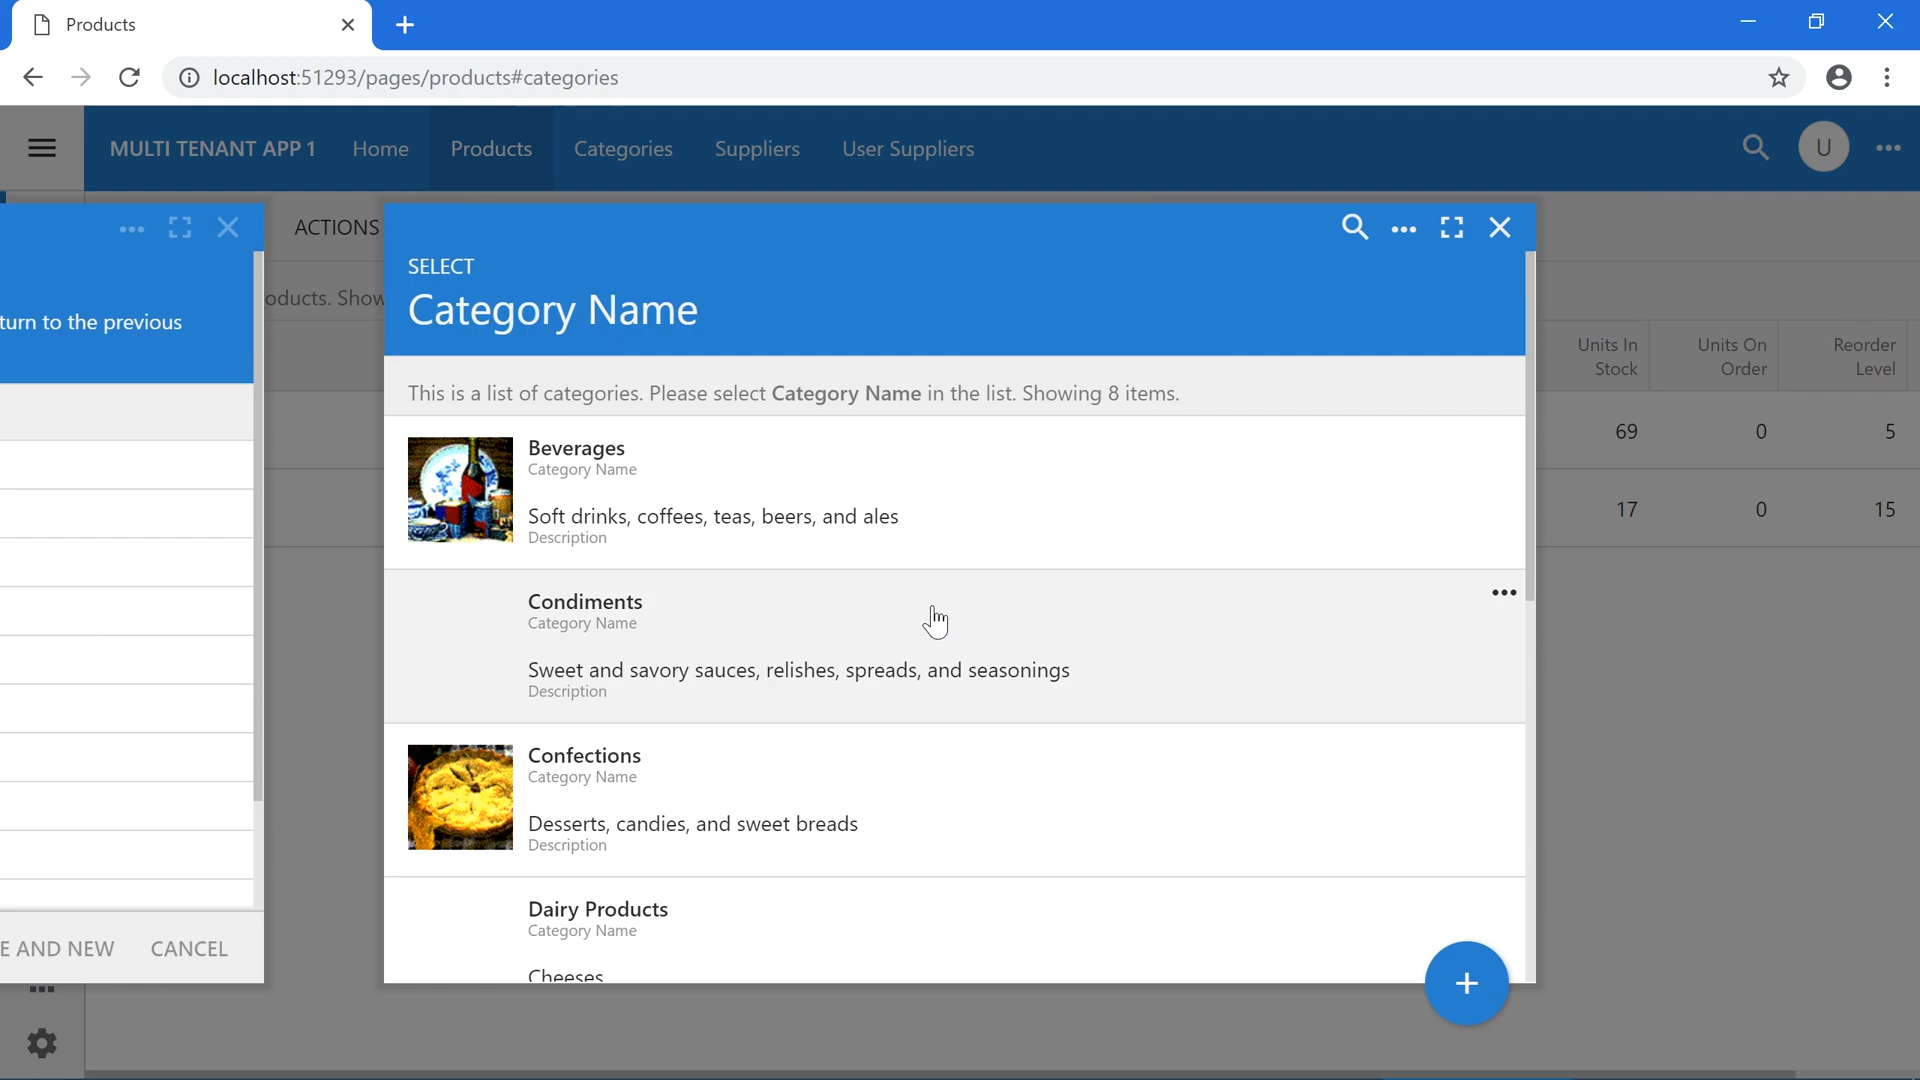 Products
localhost:51293/pages/products#categories
MULTI TENANT APP 1 Home Products Categories Suppliers User Suppliers
U
ACTIONS
turn to the previous
oducts. Show
E AND NEW CANCEL
SELECT
Category Name
This is a list of categories. Please select Category Name in the list. Showing 8 items.
Beverages
Category Name
Soft drinks, coffees, teas, beers, and ales
Description
Condiments
Category Name
Sweet and savory sauces, relishes, spreads, and seasonings
Description
Confections
Category Name
Desserts, candies, and sweet breads
Description
Dairy Products
Category Name
Cheeses
Units In Stock
Units On Order
Reorder Level
69 0 5
17 0 15